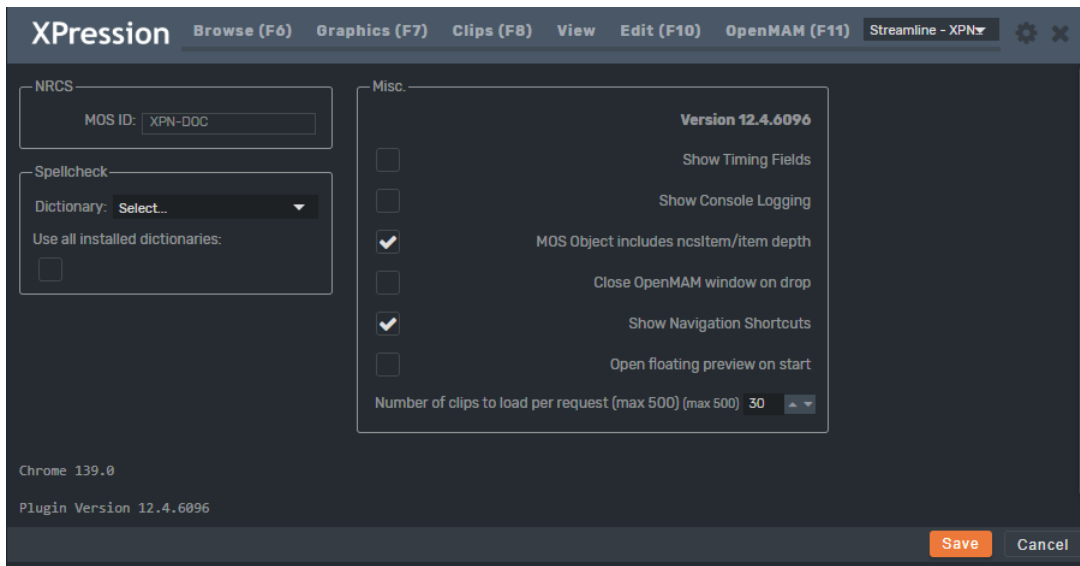 XPression Browse (F6) Graphics (F7) Clips (F8) View Edit (F10) OpenMAM (F11) Streamline - XPN
NRCS
MOS ID: XPN-DOC
Spellcheck
Dictionary: Select...
Use all installed dictionaries:
Misc.
Version 12.4.6096
Show Timing Fields
Show Console Logging
MOS Object includes ncsItem/item depth
Close OpenMAM window on drop
Show Navigation Shortcuts
Open floating preview on start
Number of clips to load per request (max 500) (max 500) 30
Chrome 139.0
Plugin Version 12.4.6096
Save Cancel